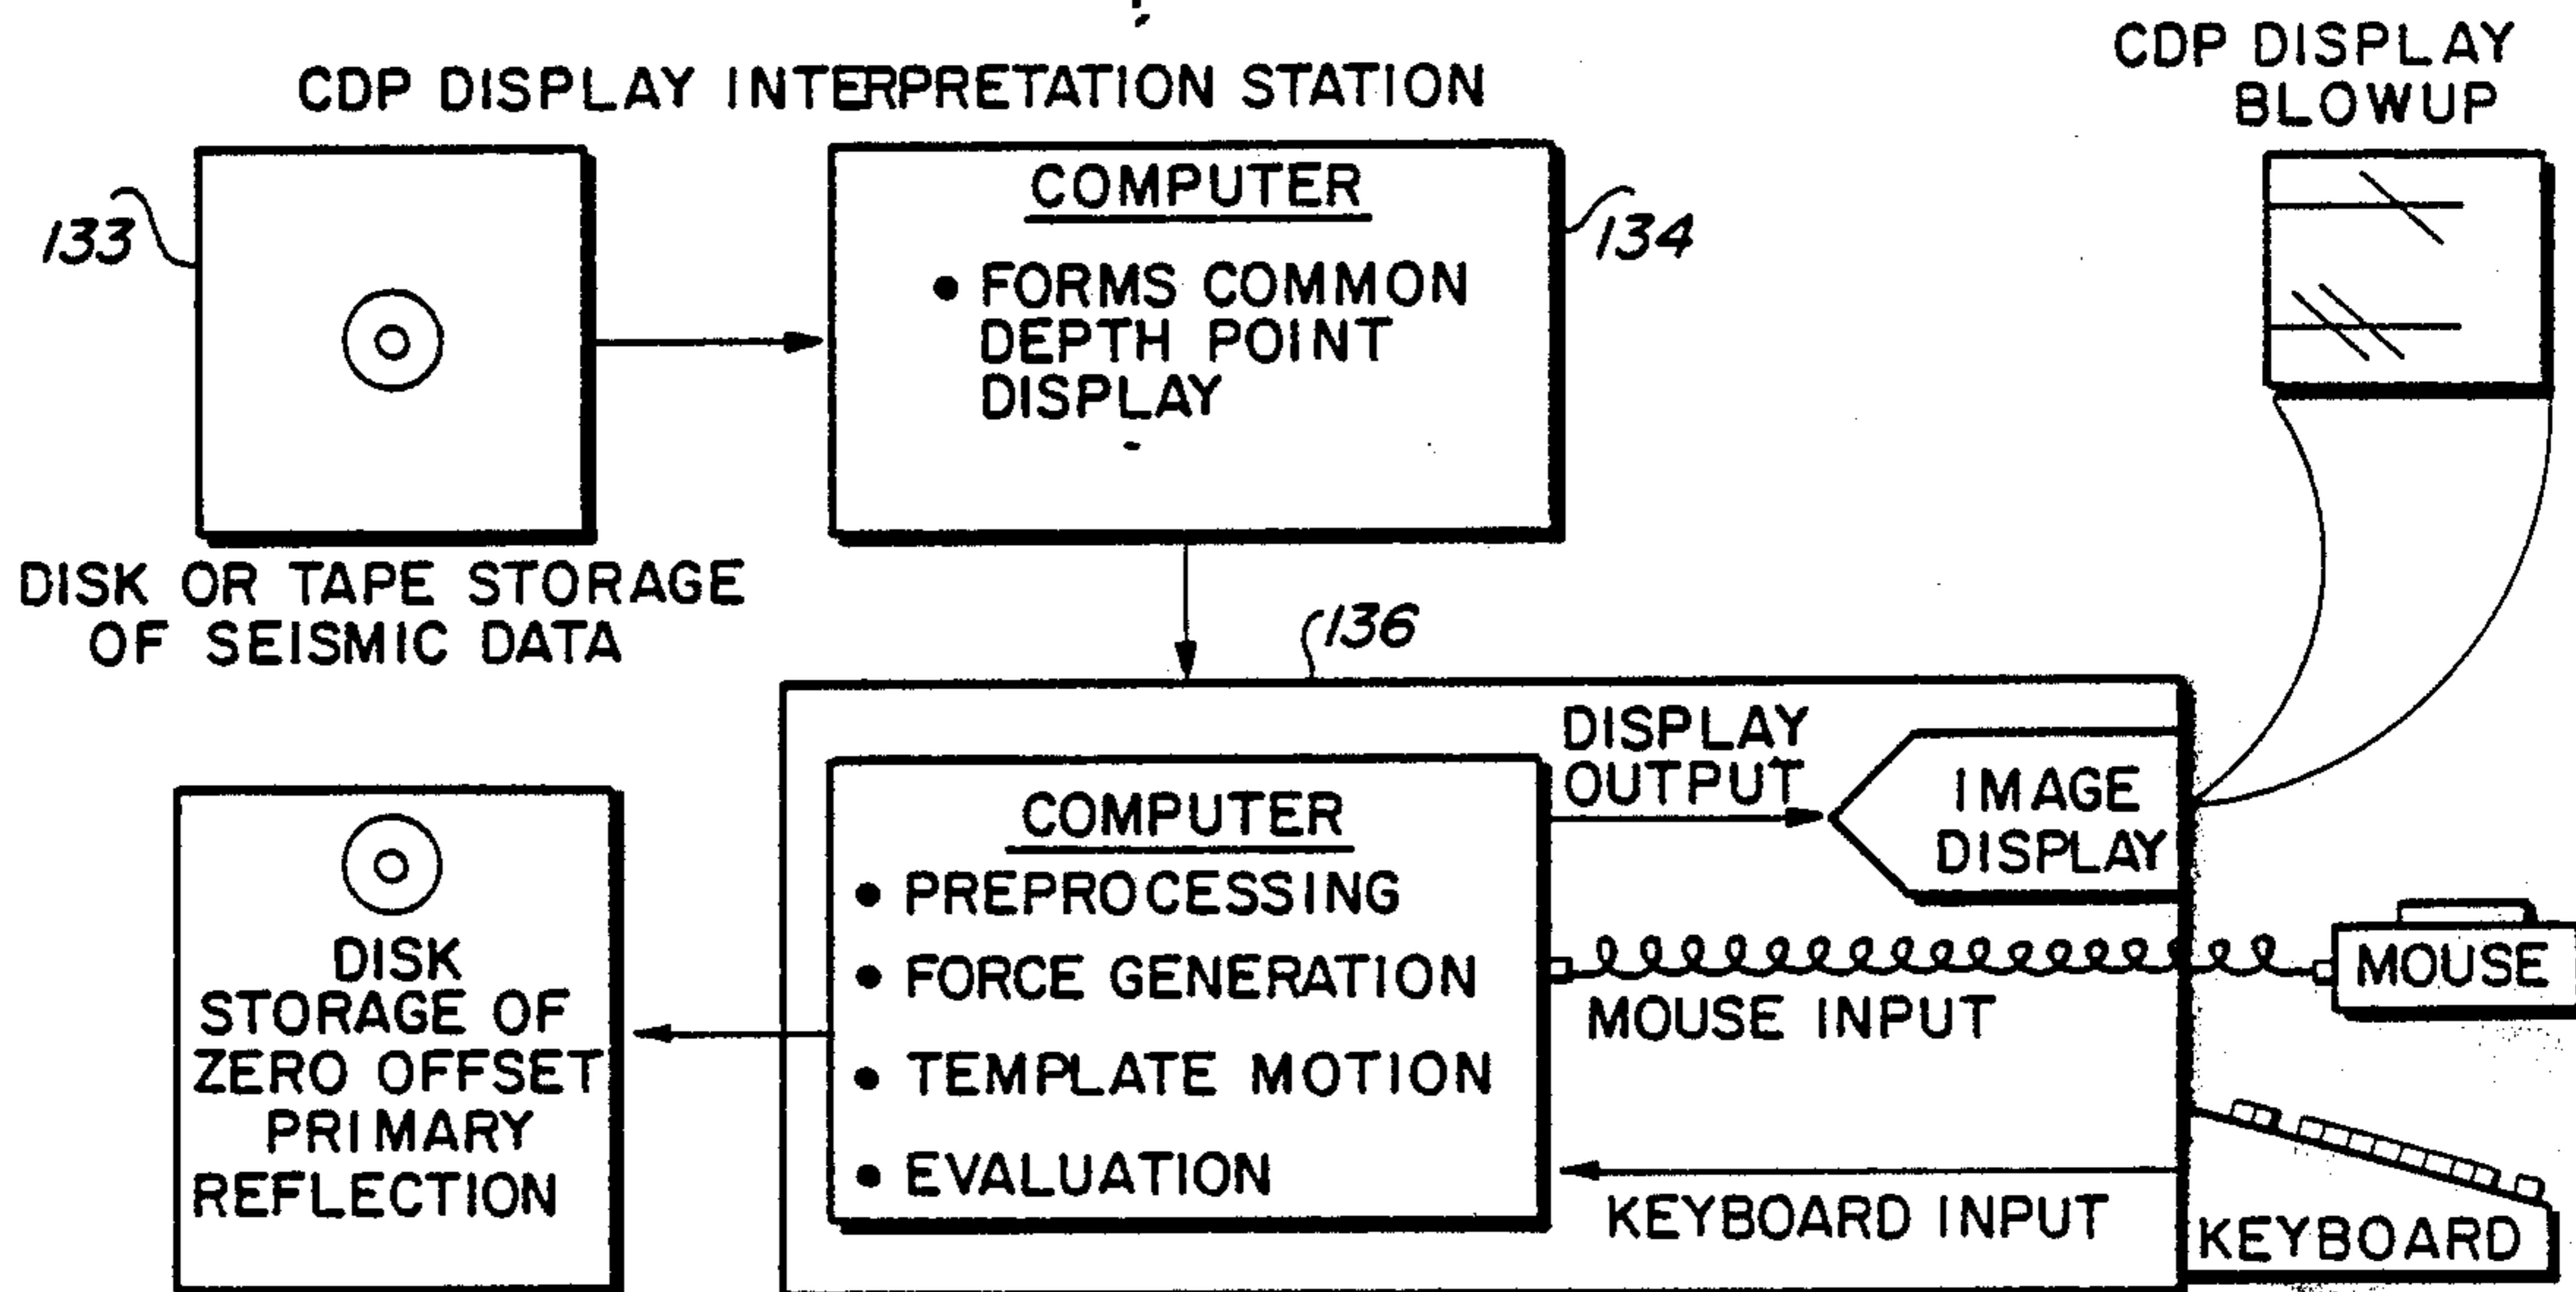 CDP DISPLAY INTERPRETATION STATION
CDP DISPLAY
BLOWUP
133
COMPUTER
• FORMS COMMON
DEPTH POINT
DISPLAY
134
DISK OR TAPE STORAGE
OF SEISMIC DATA
136
DISK
STORAGE OF
ZERO OFFSET
PRIMARY
REFLECTION
COMPUTER
• PREPROCESSING
• FORCE GENERATION
• TEMPLATE MOTION
• EVALUATION
DISPLAY
OUTPUT
IMAGE
DISPLAY
MOUSE INPUT
MOUSE
KEYBOARD INPUT
KEYBOARD